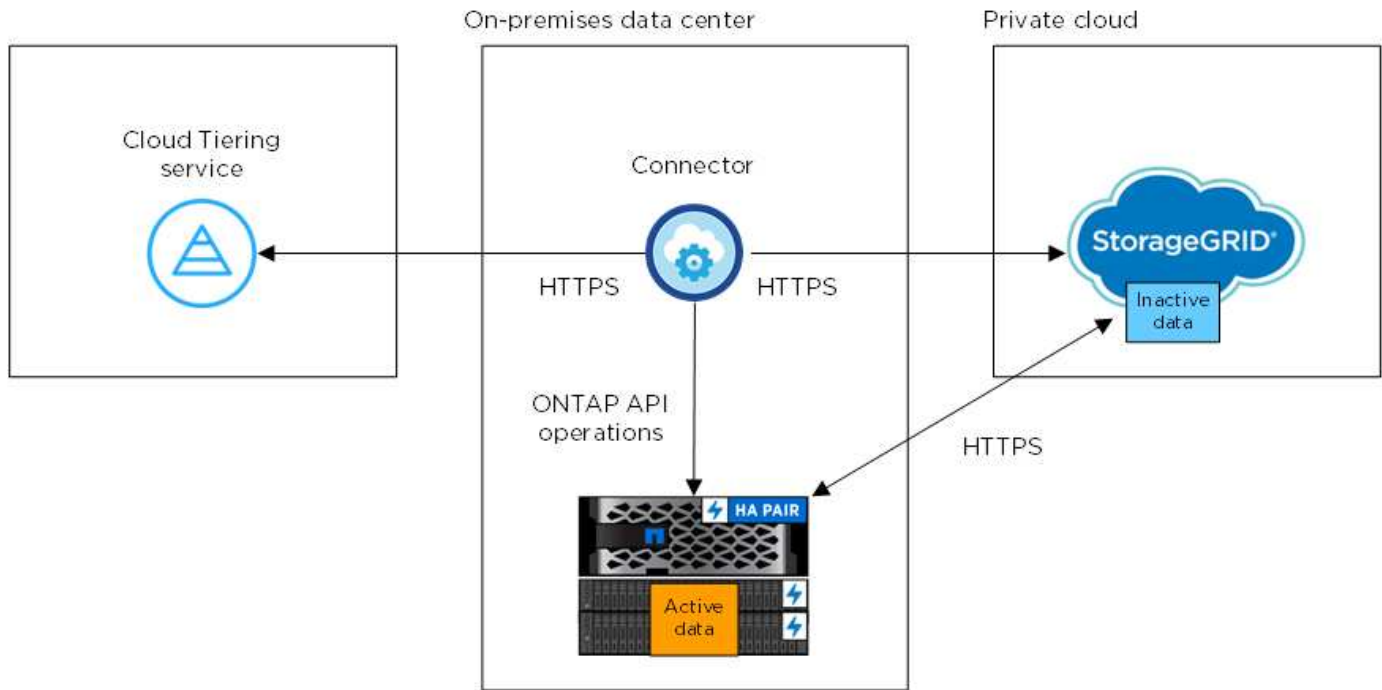 On-premises data center
Private cloud
Cloud Tiering
service
Connector
StorageGRID®
Inactive
data
HTTPS
HTTPS
ONTAP API
operations
HTTPS
HA PAIR
Active
data